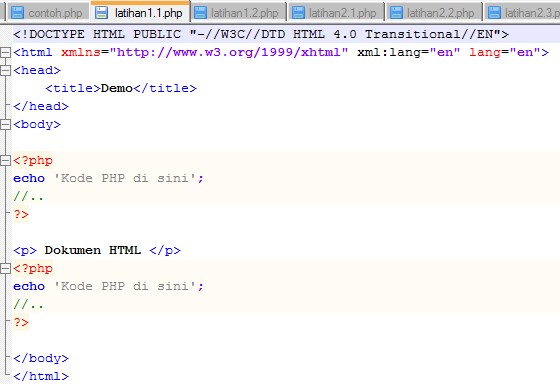 contoh.php latihan1.1.php latihan1.2.php latihan2.1.php latihan2.2.php latihan2.3.p
<!DOCTYPE HTML PUBLIC "-//W3C//DTD HTML 4.0 Transitional//EN">
<html xmlns="http://www.w3.org/1999/xhtml" xml:lang="en" lang="en">
<head>
    <title>Demo</title>
</head>
<body>

<?php
echo 'Kode PHP di sini';
//..
?>

<p> Dokumen HTML </p>
<?php
echo 'Kode PHP di sini';
//..
?>

</body>
</html>